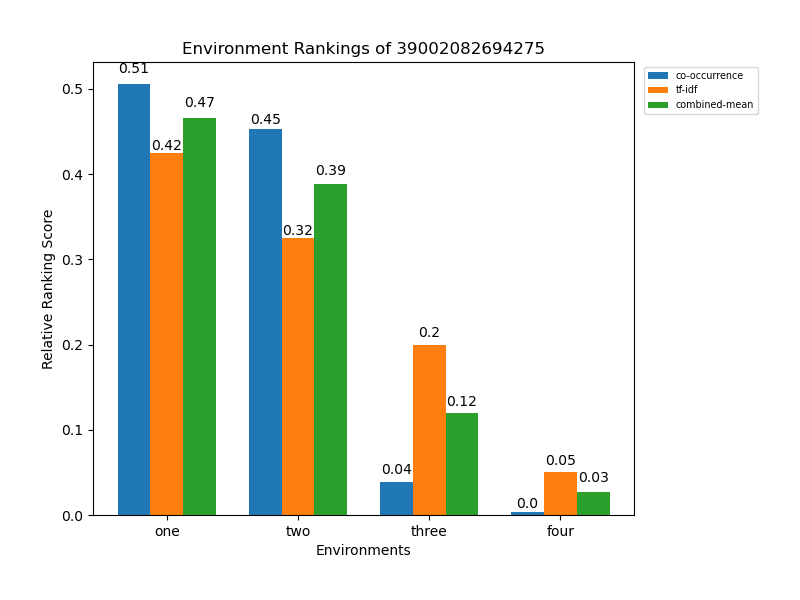 Environment Rankings of 39002082694275
co-occurrence
tf-idf
combined-mean
Relative Ranking Score
0.5
0.4
0.3
0.2
0.1
0.0
0.51
0.42
0.47
0.45
0.32
0.39
0.04
0.2
0.12
0.0
0.05
0.03
one
two
three
four
Environments